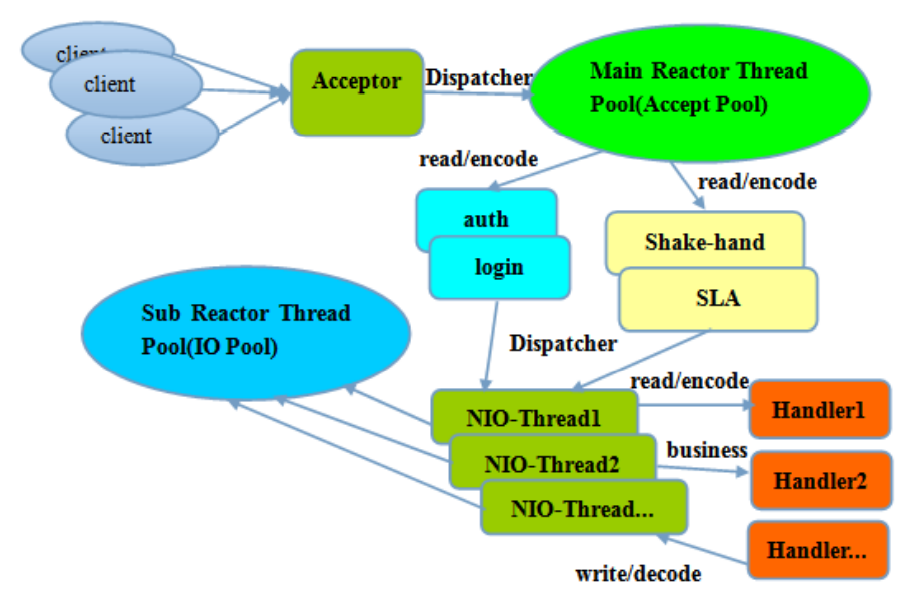 client
client
client
Acceptor
Dispatcher
Main Reactor Thread
Pool(Accept Pool)
read/encode
read/encode
auth
login
Shake-hand
SLA
Sub Reactor Thread
Pool(IO Pool)
Dispatcher
read/encode
NIO-Thread1
Handler1
business
NIO-Thread2
Handler2
NIO-Thread...
Handler...
write/decode